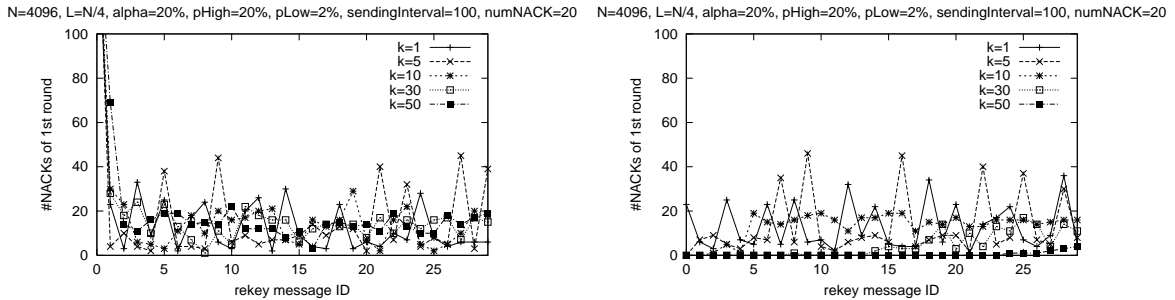 N=4096, L=N/4, alpha=20%, pHigh=20%, pLow=2%, sendingInterval=100, numNACK=20
100
80
60
40
20
0
#NACKs of 1st round
k=1
k=5
k=10
k=30
k=50
0 5 10 15 20 25
rekey message ID
N=4096, L=N/4, alpha=20%, pHigh=20%, pLow=2%, sendingInterval=100, numNACK=20
100
80
60
40
20
0
#NACKs of 1st round
k=1
k=5
k=10
k=30
k=50
0 5 10 15 20 25
rekey message ID